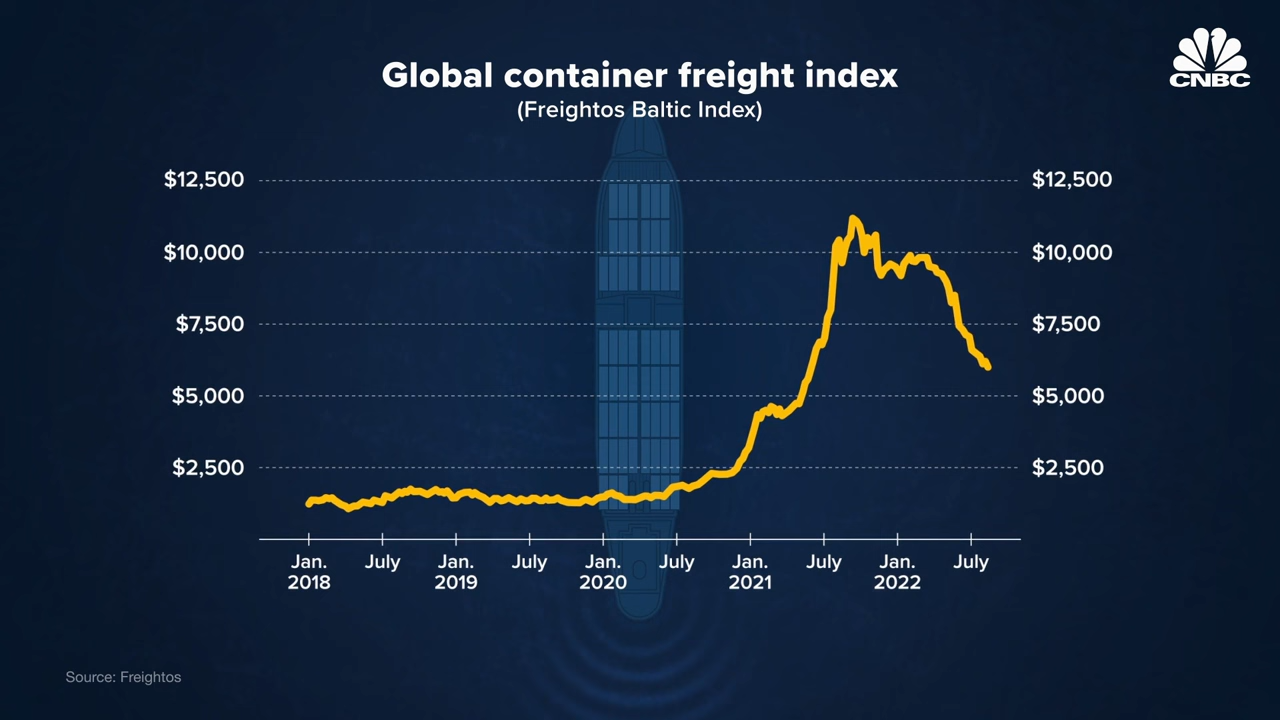 Global container freight index
(Freightos Baltic Index)
CNBC
$12,500 $12,500
$10,000 $10,000
$7,500 $7,500
$5,000 $5,000
$2,500 $2,500
Jan. July Jan. July Jan. July Jan. July Jan. July
2018 2019 2020 2021 2022
Source: Freightos